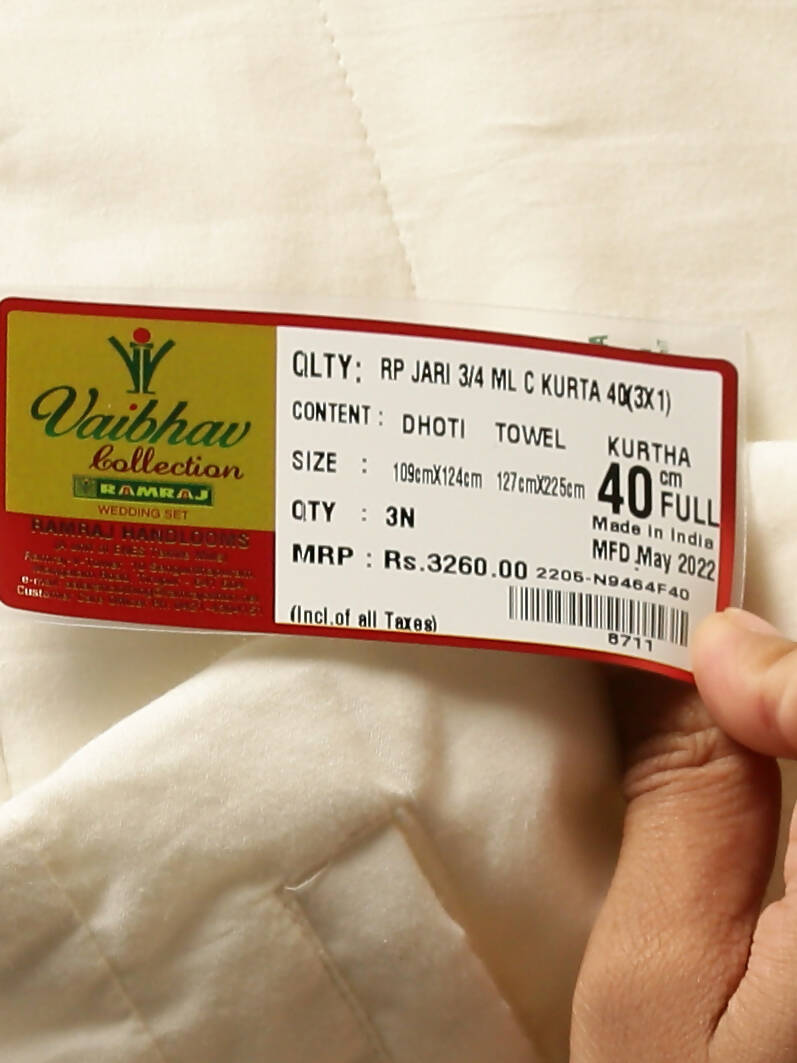 Vaibhav
Collection
RAMRAJ
WEDDING SET
RAMRAJ HANDLOOMS
QLTY: RP JARI 3/4 ML C KURTA 40(3X1)
CONTENT : DHOTI TOWEL KURTHA
SIZE : 109cmX124cm 127cmX225cm 40 cm FULL
Made In India
QTY : 3N
MFD May 2022
MRP : Rs.3260.00
2205-N9464F40
(Incl.of all Taxes)
8711